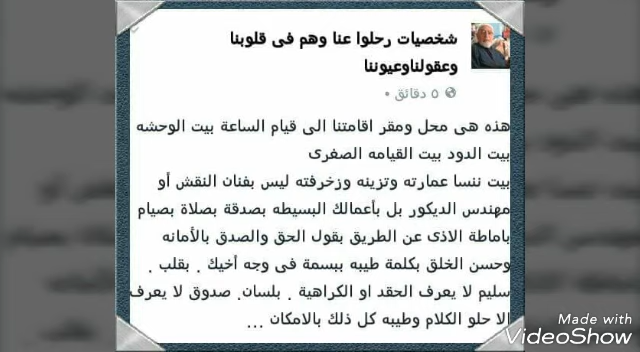 شخصيات رحلوا عنا وهم فى قلوبنا
وعقولناوعيوننا
٥ دقائق •
هذه هى محل ومقر اقامتنا الى قيام الساعة بيت الوحشه
بيت الدود بيت القيامه الصغرى
بيت ننسا عمارته وتزينه وزخرفته ليس بفنان النقش أو
مهندس الديكور بل بأعمالك البسيطه بصدقة بصلاة بصيام
باماطة الاذى عن الطريق بقول الحق والصدق بالأمانه
وحسن الخلق بكلمة طيبه ببسمة فى وجه أخيك . بقلب .
سليم لا يعرف الحقد او الكراهية . بلسان. صدوق لا يعرف
الا حلو الكلام وطيبه كل ذلك بالامكان ...
Made with
VideoShow